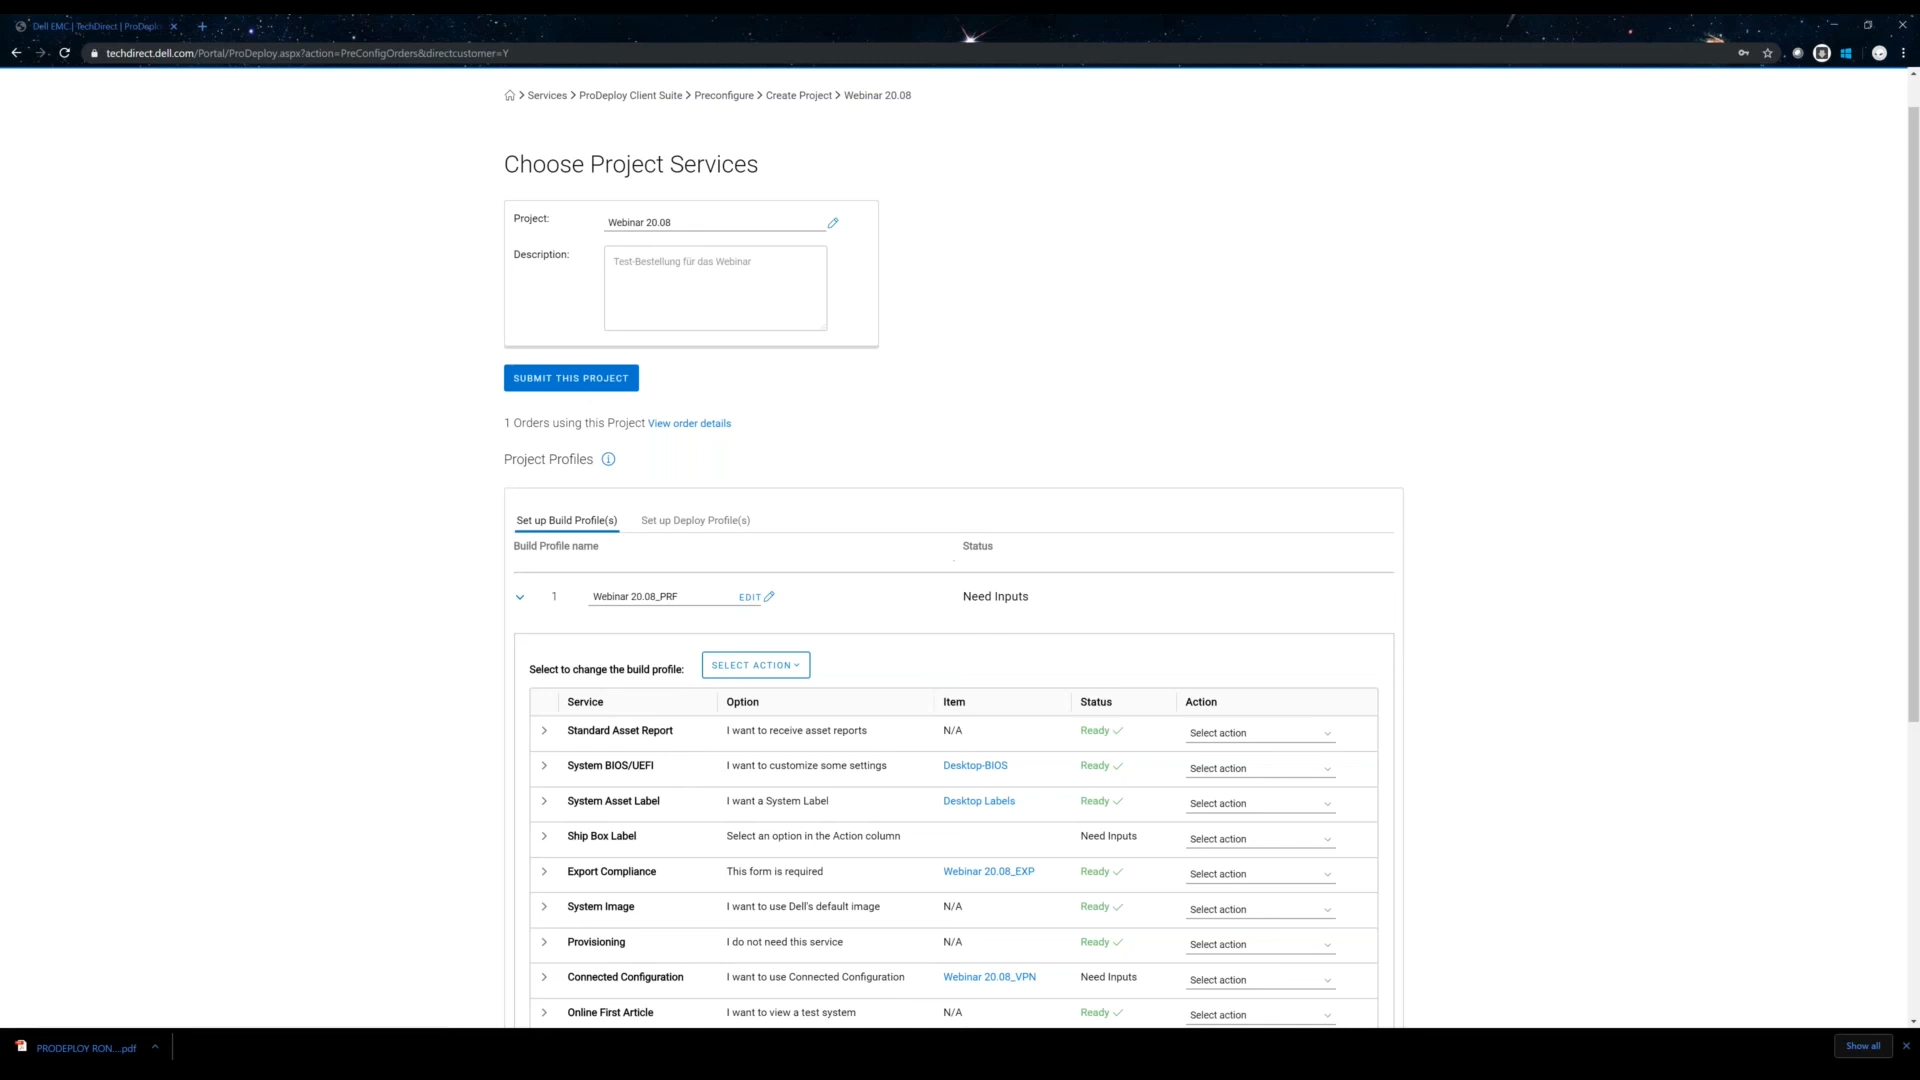 Dell EMC | TechDirect | ProDeplo
techdirect.dell.com/Portal/ProDeploy.aspx?action=PreConfigOrders&directcustomer=Y
Services > ProDeploy Client Suite > Preconfigure > Create Project > Webinar 20.08
Choose Project Services
Project: Webinar 20.08
Description: Test-Bestellung für das Webinar
SUBMIT THIS PROJECT
1 Orders using this Project View order details
Project Profiles
Set up Build Profile(s) Set up Deploy Profile(s)
Build Profile name Status
1 Webinar 20.08_PRF EDIT Need Inputs
Select to change the build profile: SELECT ACTION
Service Option Item Status Action
Standard Asset Report I want to receive asset reports N/A Ready Select action
System BIOS/UEFI I want to customize some settings Desktop-BIOS Ready Select action
System Asset Label I want a System Label Desktop Labels Ready Select action
Ship Box Label Select an option in the Action column Need Inputs Select action
Export Compliance This form is required Webinar 20.08_EXP Ready Select action
System Image I want to use Dell's default image N/A Ready Select action
Provisioning I do not need this service N/A Ready Select action
Connected Configuration I want to use Connected Configuration Webinar 20.08_VPN Need Inputs Select action
Online First Article I want to view a test system N/A Ready Select action
PRODEPLOY RON....pdf Show all